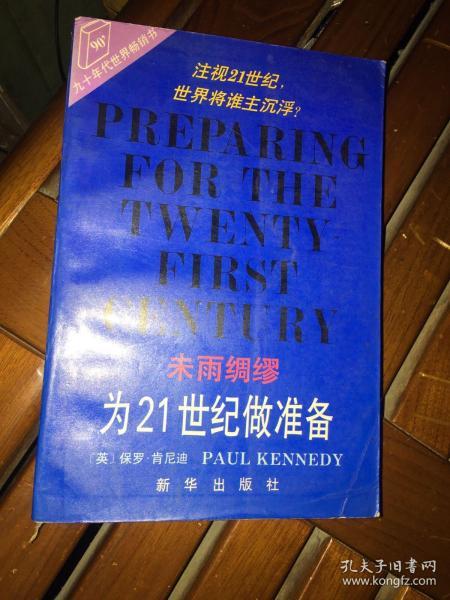 90'
九十年代世界畅销书
注视21世纪，
世界将谁主沉浮？
PREPARING
FOR THE
TWENTY-
FIRST
CENTURY
未雨绸缪
为21世纪做准备
〔英〕保罗·肯尼迪 PAUL KENNEDY
新华出版社
孔夫子旧书网
www.kongfz.com